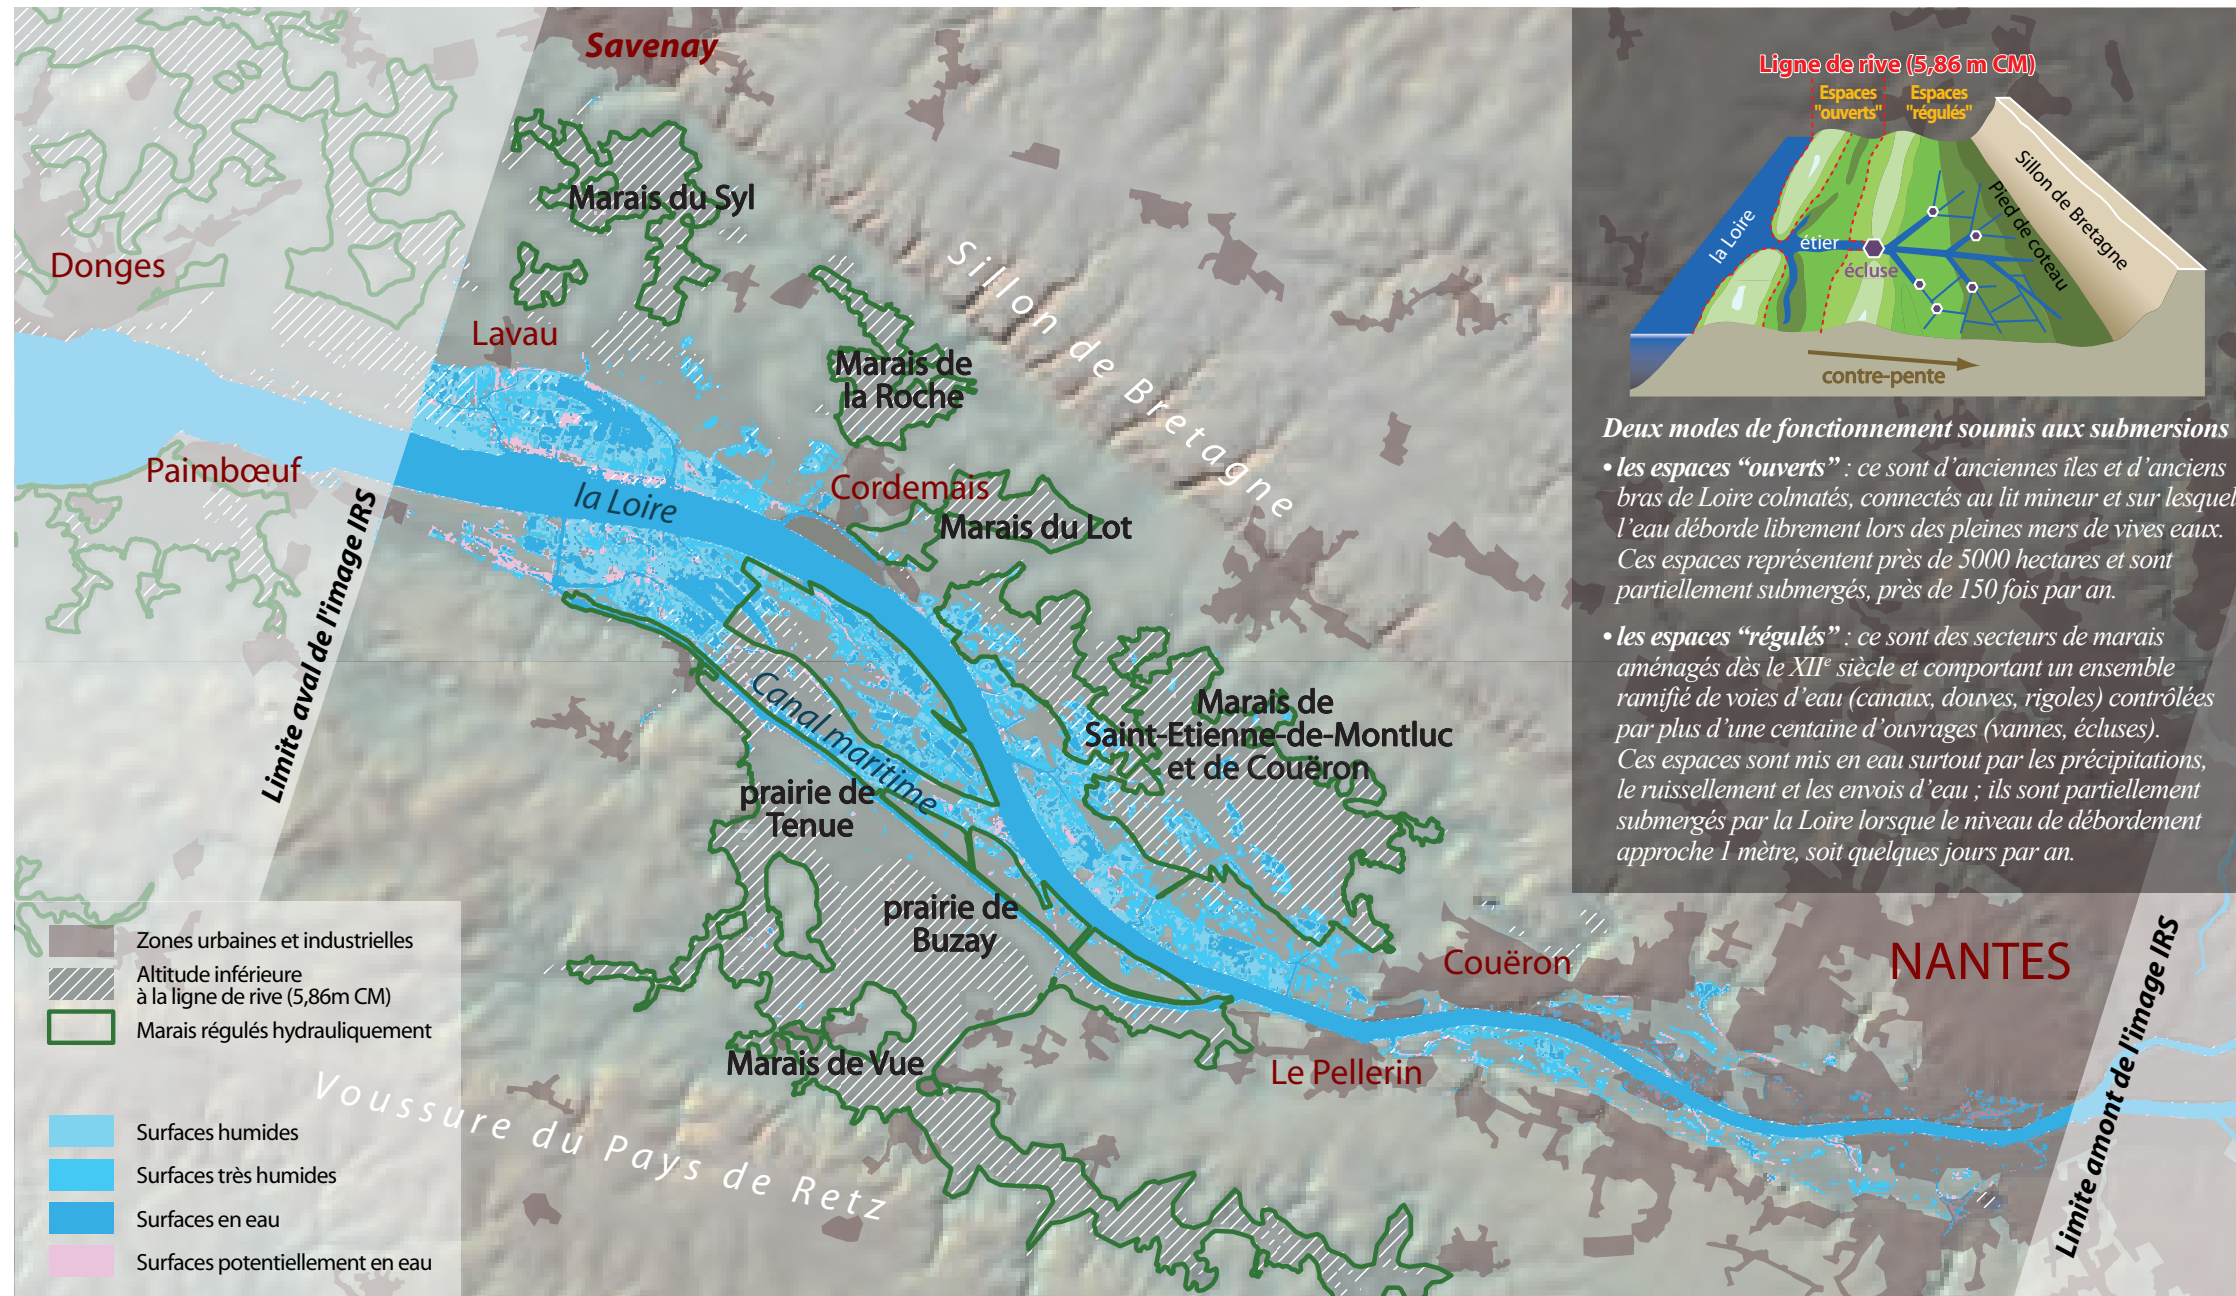 Savenay
Marais du Syl
Donges
Lavau
Sillon de Bretagne
Marais de
la Roche
Paimbœuf
la Loire
Cordemais
Marais du Lot
Limite aval de l'image IRS
Canal maritime
Marais de
Saint-Etienne-de-Montluc
et de Couëron
prairie de
Tenue
prairie de
Buzay
Couëron
NANTES
Limite amont de l'image IRS
Marais de Vue
Le Pellerin
Voussure du Pays de Retz
Ligne de rive (5,86 m CM)
Espaces
"ouverts"
Espaces
"régulés"
la Loire
étier
écluse
Pied de coteau
Sillon de Bretagne
contre-pente
Deux modes de fonctionnement soumis aux submersions
• les espaces “ouverts” : ce sont d’anciennes îles et d’anciens
bras de Loire colmatés, connectés au lit mineur et sur lesquel
l’eau déborde librement lors des pleines mers de vives eaux.
Ces espaces représentent près de 5000 hectares et sont
partiellement submergés, près de 150 fois par an.
• les espaces “régulés” : ce sont des secteurs de marais
aménagés dès le XIIe siècle et comportant un ensemble
ramifié de voies d’eau (canaux, douves, rigoles) contrôlées
par plus d’une centaine d’ouvrages (vannes, écluses).
Ces espaces sont mis en eau surtout par les précipitations,
le ruissellement et les envois d’eau ; ils sont partiellement
submergés par la Loire lorsque le niveau de débordement
approche 1 mètre, soit quelques jours par an.
Zones urbaines et industrielles
Altitude inférieure
à la ligne de rive (5,86m CM)
Marais régulés hydrauliquement
Surfaces humides
Surfaces très humides
Surfaces en eau
Surfaces potentiellement en eau